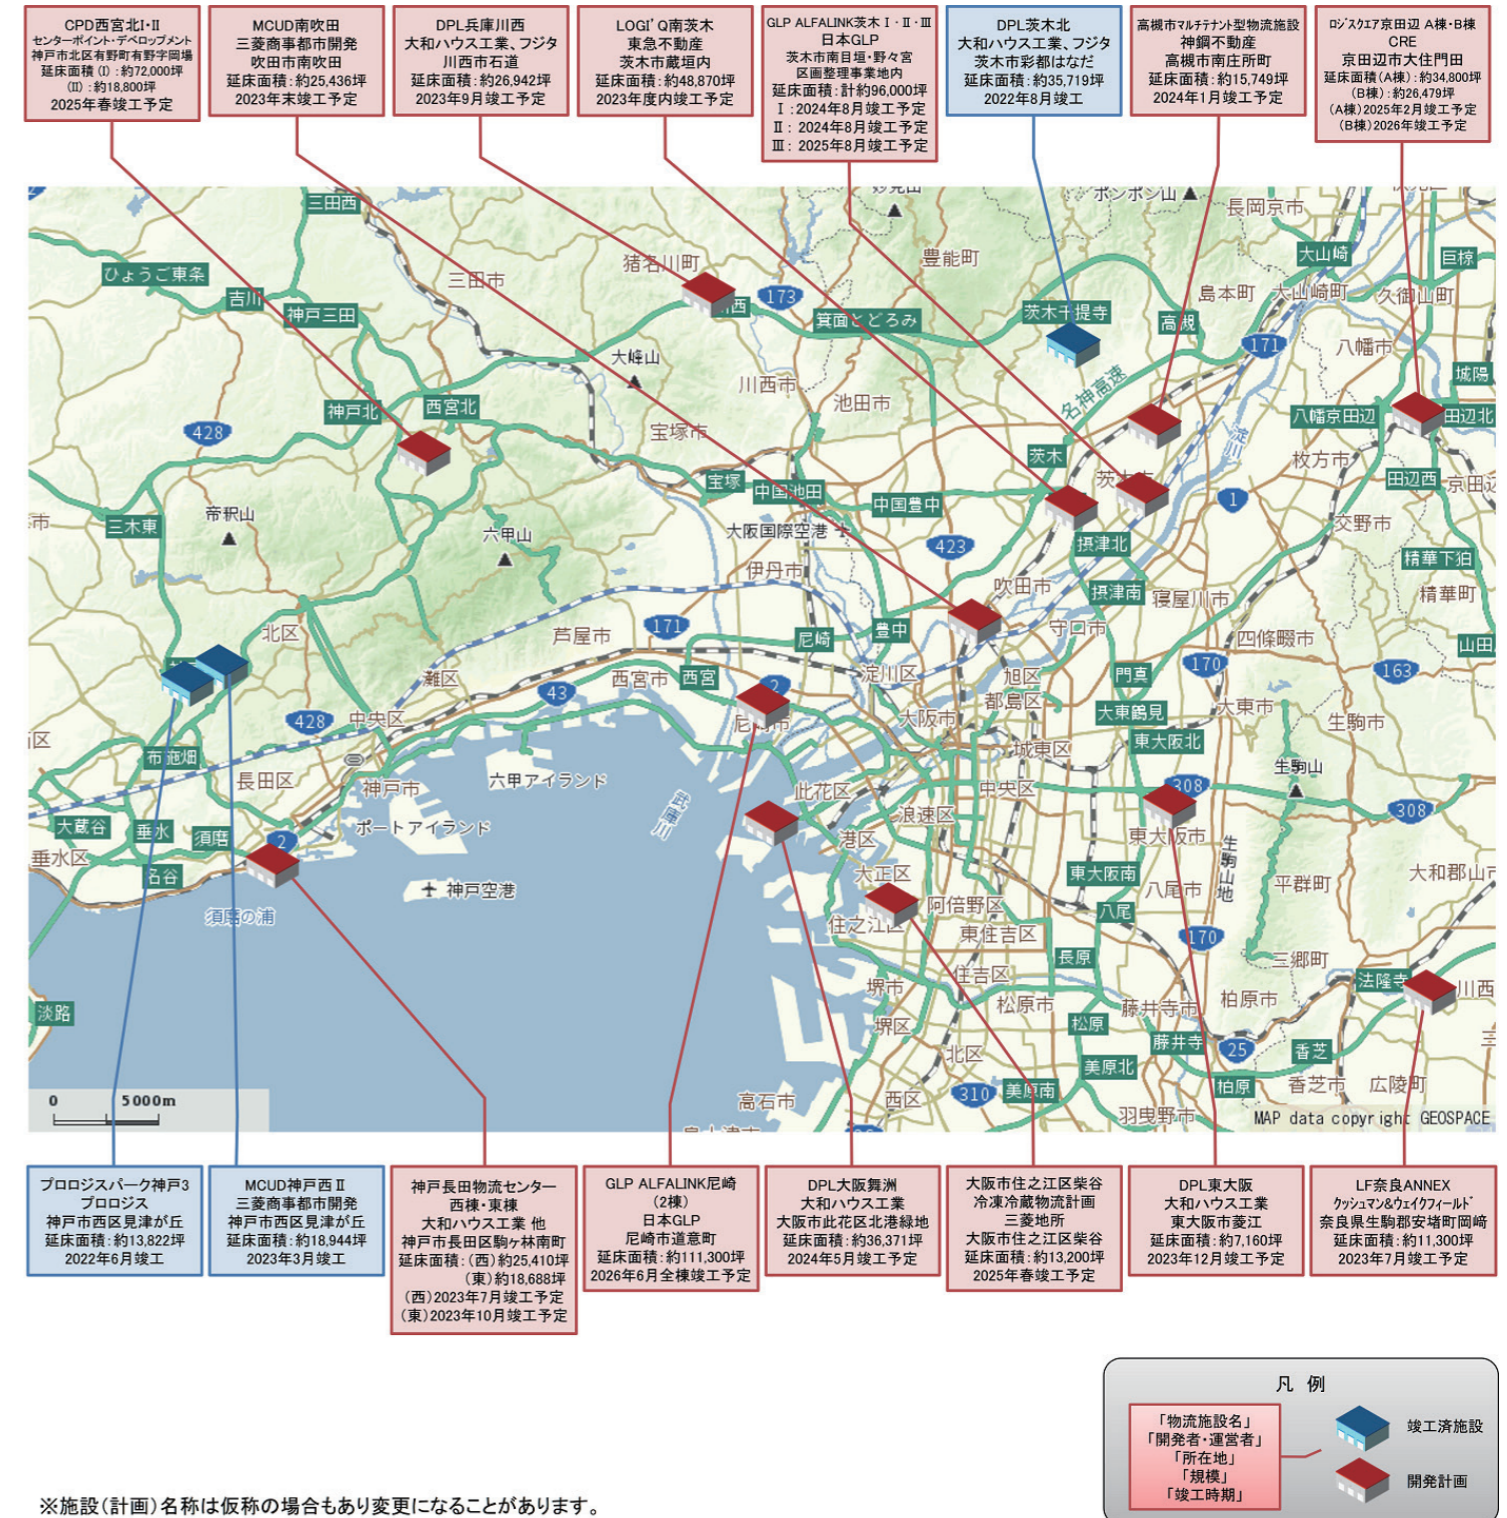 CPD西宮北Ⅰ・Ⅱ
センターポイント・デベロップメント
神戸市北区有野町有野字岡場
延床面積(Ⅰ)：約72,000坪
(Ⅱ)：約18,800坪
2025年春竣工予定
MCUD南吹田
三菱商事都市開発
吹田市南吹田
延床面積：約25,436坪
2023年末竣工予定
DPL兵庫川西
大和ハウス工業、フジタ
川西市石道
延床面積：約26,942坪
2023年9月竣工予定
LOGI'Q南茨木
東急不動産
茨木市蔵垣内
延床面積：約48,870坪
2023年度内竣工予定
GLP ALFALINK茨木Ⅰ・Ⅱ・Ⅲ
日本GLP
茨木市南目垣・野々宮
区画整理事業地内
延床面積：計約96,000坪
Ⅰ：2024年8月竣工予定
Ⅱ：2024年8月竣工予定
Ⅲ：2025年8月竣工予定
DPL茨木北
大和ハウス工業、フジタ
茨木市彩都はなだ
延床面積：約35,719坪
2022年8月竣工
高槻市マルチテナント型物流施設
神鋼不動産
高槻市南庄所町
延床面積：約15,749坪
2024年1月竣工予定
ロジスクエア京田辺 A棟・B棟
CRE
京田辺市大住門田
延床面積(A棟)：約34,800坪
(B棟)：約26,479坪
(A棟)2025年2月竣工予定
(B棟)2026年竣工予定
三田西
妙見山
ポンポン山
長岡京市
ひょうご東条
三田市
猪名川町
豊能町
大山崎
巨椋
吉川
神戸三田
173
箕面とどろみ
茨木千提寺
高槻
島本町
大山崎町
久御山町
171
八幡市
大峰山
川西市
池田市
名神高速
城陽
神戸北
西宮北
428
宝塚市
八幡京田辺
田辺北
淀川
茨木
枚方市
田辺西
宝塚
中国池田
中国豊中
1
三木東
帝釈山
六甲山
大阪国際空港
423
摂津北
交野市
精華下狛
伊丹市
吹田市
摂津南
寝屋川市
精華町
北区
芦屋市
171
尼崎
豊中
守口市
四條畷市
灘区
43
西宮市
西宮
2
淀川区
旭区
都島区
門真
170
163
428
中央区
大阪市
大東鶴見
大東市
生駒市
布施畑
城東区
東大阪北
長田区
神戸市
六甲アイランド
武庫川
此花区
中央区
308
生駒山
浪速区
308
大蔵谷
垂水
須磨
2
ポートアイランド
港区
東大阪市
生駒山地
垂水区
名谷
神戸空港
大正区
東大阪南
八尾市
平群町
須磨の浦
住之江区
阿倍野区
八尾
東住吉区
170
長原
三郷町
住吉区
法隆寺
淡路
堺市
松原市
藤井寺市
柏原市
堺区
松原
藤井寺
25
香芝
北区
美原北
0 5000m
高石市
西区
310
美原南
柏原
香芝市
広陵町
羽曳野市
MAP data copyright GEOSPACE
プロロジスパーク神戸3
プロロジス
神戸市西区見津が丘
延床面積：約13,822坪
2022年6月竣工
MCUD神戸西Ⅱ
三菱商事都市開発
神戸市西区見津が丘
延床面積：約18,944坪
2023年3月竣工
神戸長田物流センター
西棟・東棟
大和ハウス工業 他
神戸市長田区駒ヶ林南町
延床面積：(西)約25,410坪
(東)約18,688坪
(西)2023年7月竣工予定
(東)2023年10月竣工予定
GLP ALFALINK尼崎
(2棟)
日本GLP
尼崎市道意町
延床面積：約111,300坪
2026年6月全棟竣工予定
DPL大阪舞洲
大和ハウス工業
大阪市此花区北港緑地
延床面積：約36,371坪
2024年5月竣工予定
大阪市住之江区柴谷
冷凍冷蔵物流計画
三菱地所
大阪市住之江区柴谷
延床面積：約13,200坪
2025年春竣工予定
DPL東大阪
大和ハウス工業
東大阪市菱江
延床面積：約7,160坪
2023年12月竣工予定
LF奈良ANNEX
クッシュマン&ウェイクフィールド
奈良県生駒郡安堵町岡崎
延床面積：約11,300坪
2023年7月竣工予定
凡 例
「物流施設名」
「開発者・運営者」
「所在地」
「規模」
「竣工時期」
竣工済施設
開発計画
※施設(計画)名称は仮称の場合もあり変更になることがあります。